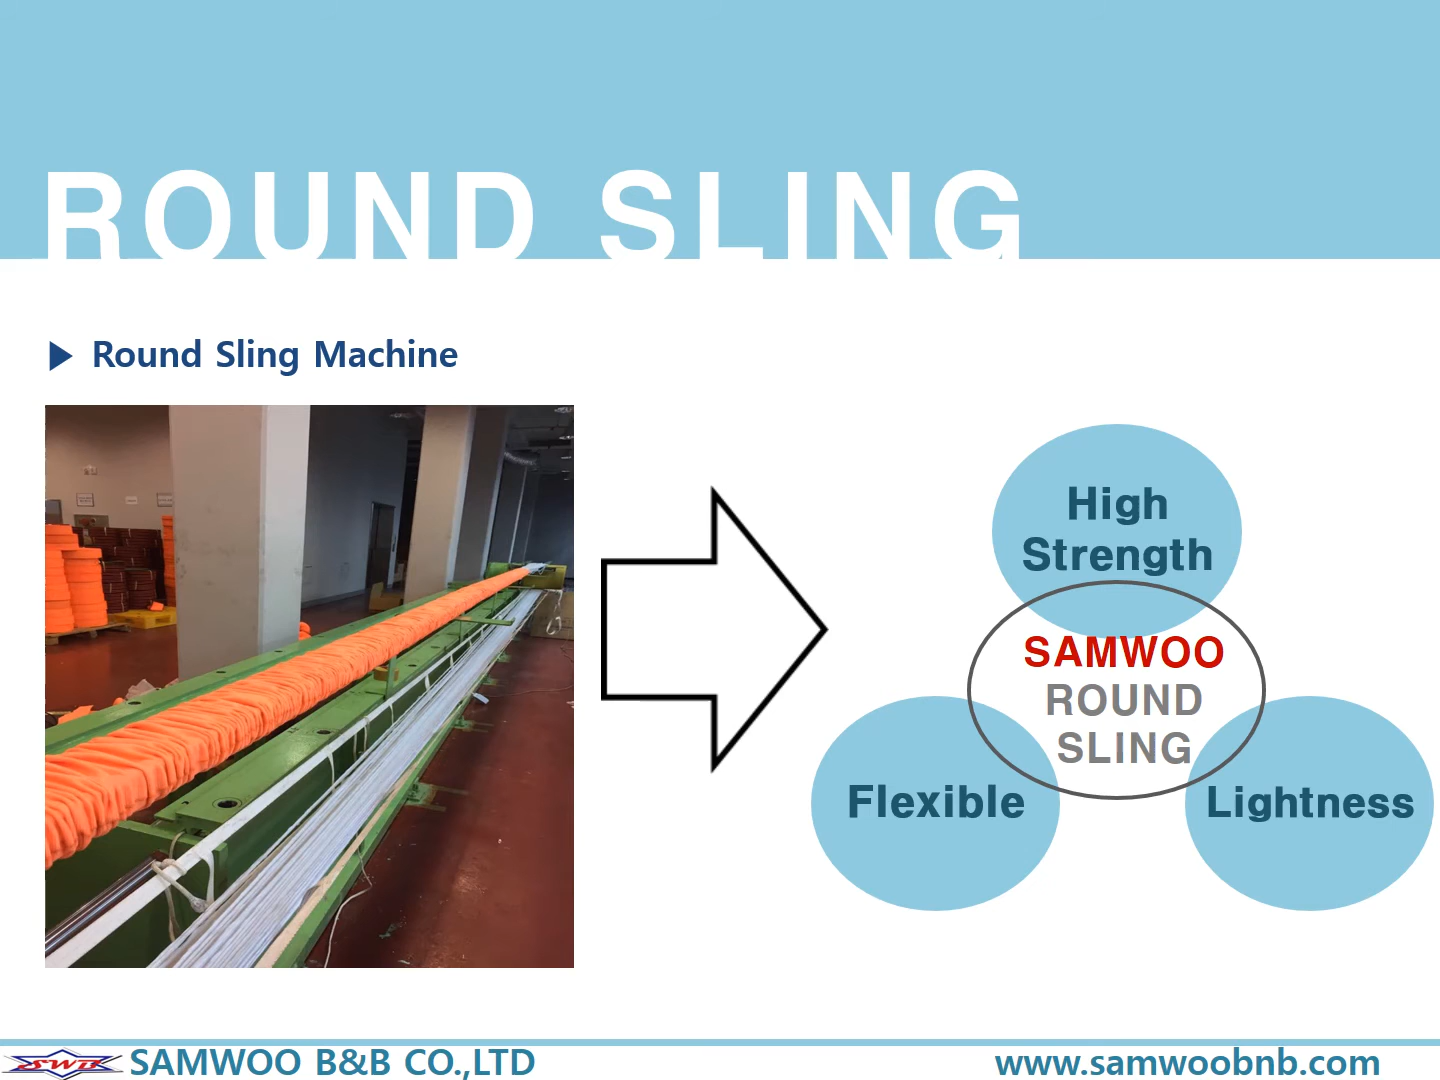 ROUND SLING
▶ Round Sling Machine
High
Strength
SAMWOO
ROUND
SLING
Flexible
Lightness
SWB SAMWOO B&B CO.,LTD
www.samwoobnb.com